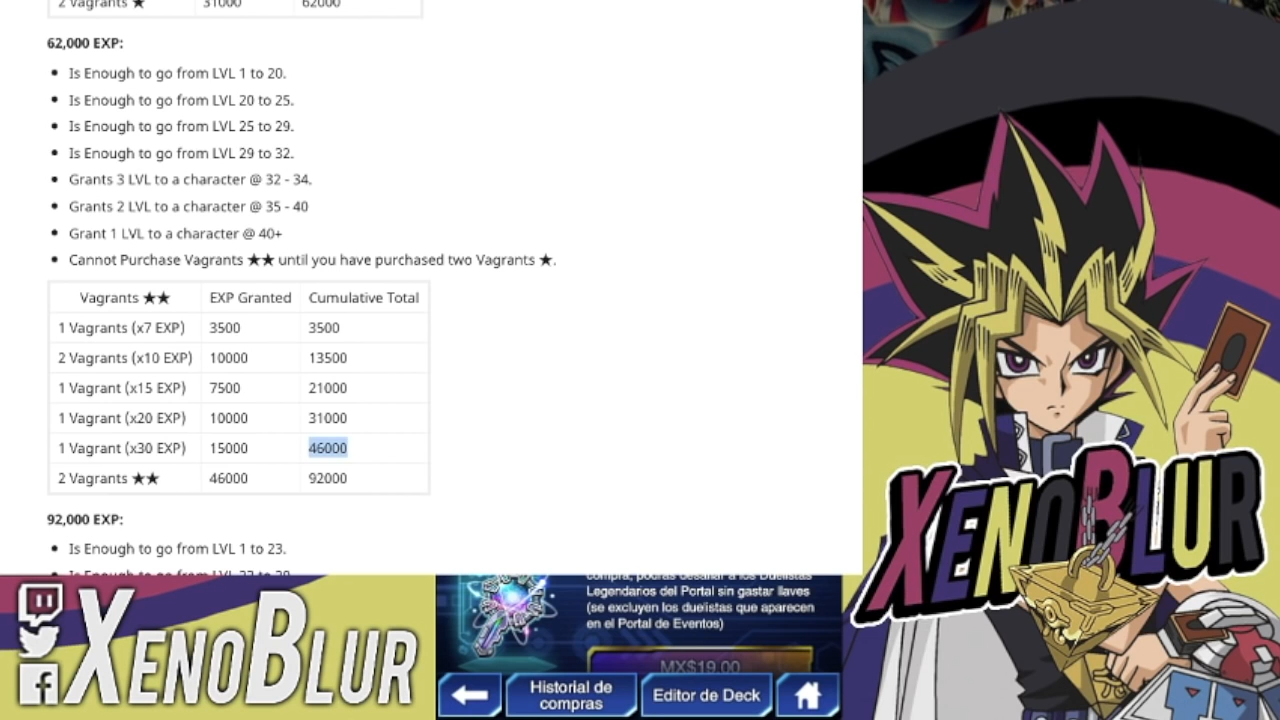 2 Vagrants ★ 31000 62000
62,000 EXP:
• Is Enough to go from LVL 1 to 20.
• Is Enough to go from LVL 20 to 25.
• Is Enough to go from LVL 25 to 29.
• Is Enough to go from LVL 29 to 32.
• Grants 3 LVL to a character @ 32 - 34.
• Grants 2 LVL to a character @ 35 - 40
• Grant 1 LVL to a character @ 40+
• Cannot Purchase Vagrants ★★ until you have purchased two Vagrants ★.
Vagrants ★★ EXP Granted Cumulative Total
1 Vagrants (x7 EXP) 3500 3500
2 Vagrants (x10 EXP) 10000 13500
1 Vagrant (x15 EXP) 7500 21000
1 Vagrant (x20 EXP) 10000 31000
1 Vagrant (x30 EXP) 15000 46000
2 Vagrants ★★ 46000 92000
92,000 EXP:
• Is Enough to go from LVL 1 to 23.
XENOBLUR
XENOBLUR
compra, podrás desafiar a los Duelistas
Legendarios del Portal sin gastar llaves
(se excluyen los duelistas que aparecen
en el Portal de Eventos)
MX$19.00
Historial de
compras
Editor de Deck